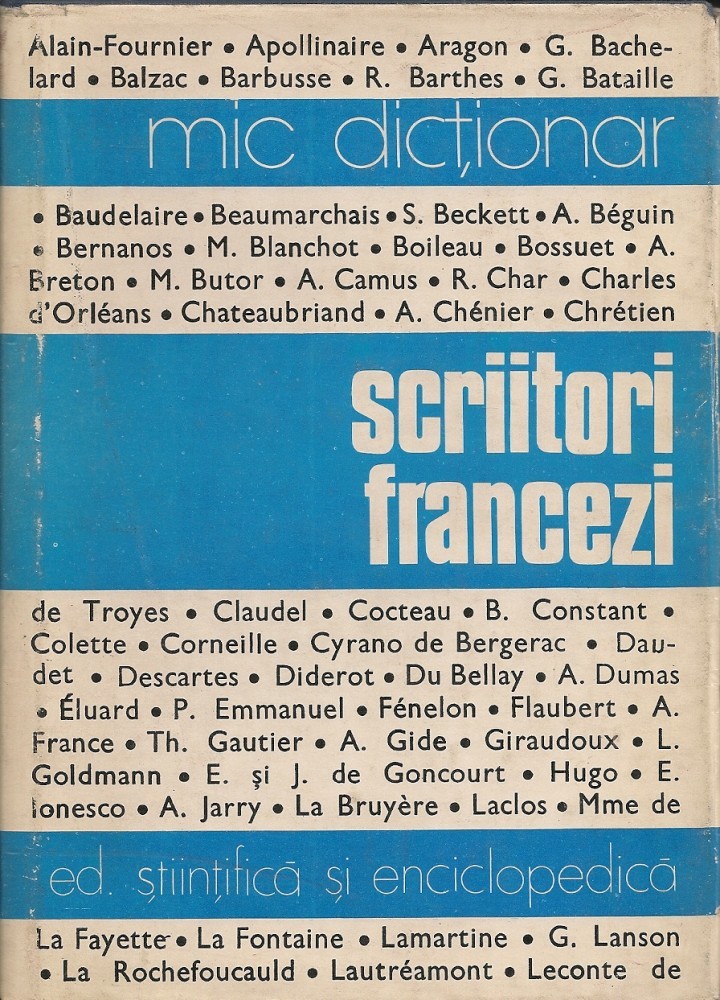 Alain-Fournier • Apollinaire • Aragon • G. Bache-
lard • Balzac • Barbusse • R. Barthes • G. Bataille
mic dicționar
• Baudelaire • Beaumarchais • S. Beckett • A. Béguin
• Bernanos • M. Blanchot • Boileau • Bossuet • A.
Breton • M. Butor • A. Camus • R. Char • Charles
d'Orléans • Chateaubriand • A. Chénier • Chrétien
scriitori
francezi
de Troyes • Claudel • Cocteau • B. Constant •
Colette • Corneille • Cyrano de Bergerac • Dau-
det • Descartes • Diderot • Du Bellay • A. Dumas
• Éluard • P. Emmanuel • Fénelon • Flaubert • A.
France • Th. Gautier • A. Gide • Giraudoux • L.
Goldmann • E. și J. de Goncourt • Hugo • E.
Ionesco • A. Jarry • La Bruyère • Laclos • Mme de
ed. științifică și enciclopedică
La Fayette • La Fontaine • Lamartine • G. Lanson
• La Rochefoucauld • Lautréamont • Leconte de